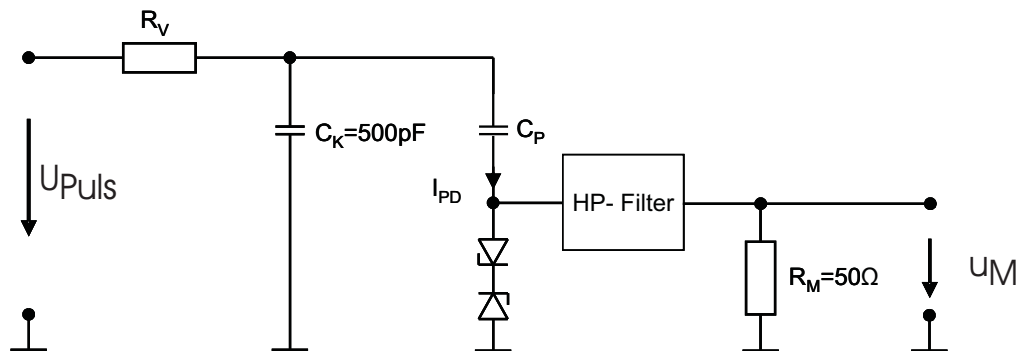 R_V
C_K=500pF
C_P
U_Puls
I_PD
HP- Filter
R_M=50Ω
u_M